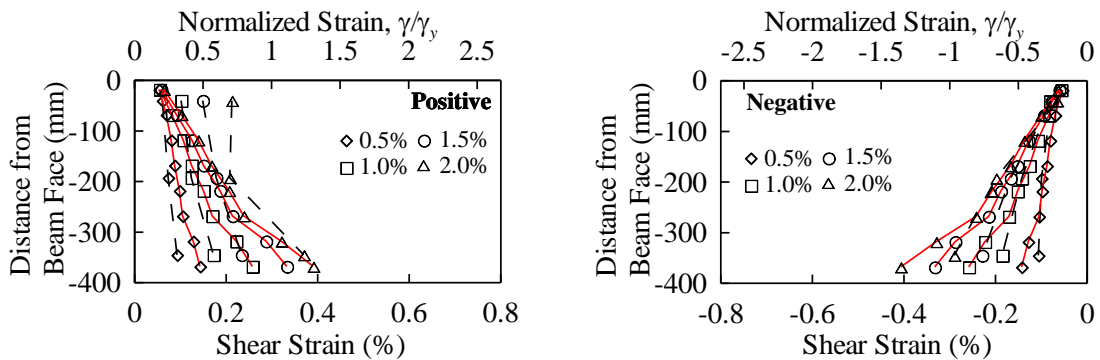 Normalized Strain, γ/γy
0 0.5 1 1.5 2 2.5
Distance from
Beam Face (mm)
0
-100
-200
-300
-400
Positive
0.5% 1.5%
1.0% 2.0%
0 0.2 0.4 0.6 0.8
Shear Strain (%)
Normalized Strain, γ/γy
-2.5 -2 -1.5 -1 -0.5 0
Distance from
Beam Face (mm)
0
-100
-200
-300
-400
Negative
0.5% 1.5%
1.0% 2.0%
-0.8 -0.6 -0.4 -0.2 0
Shear Strain (%)